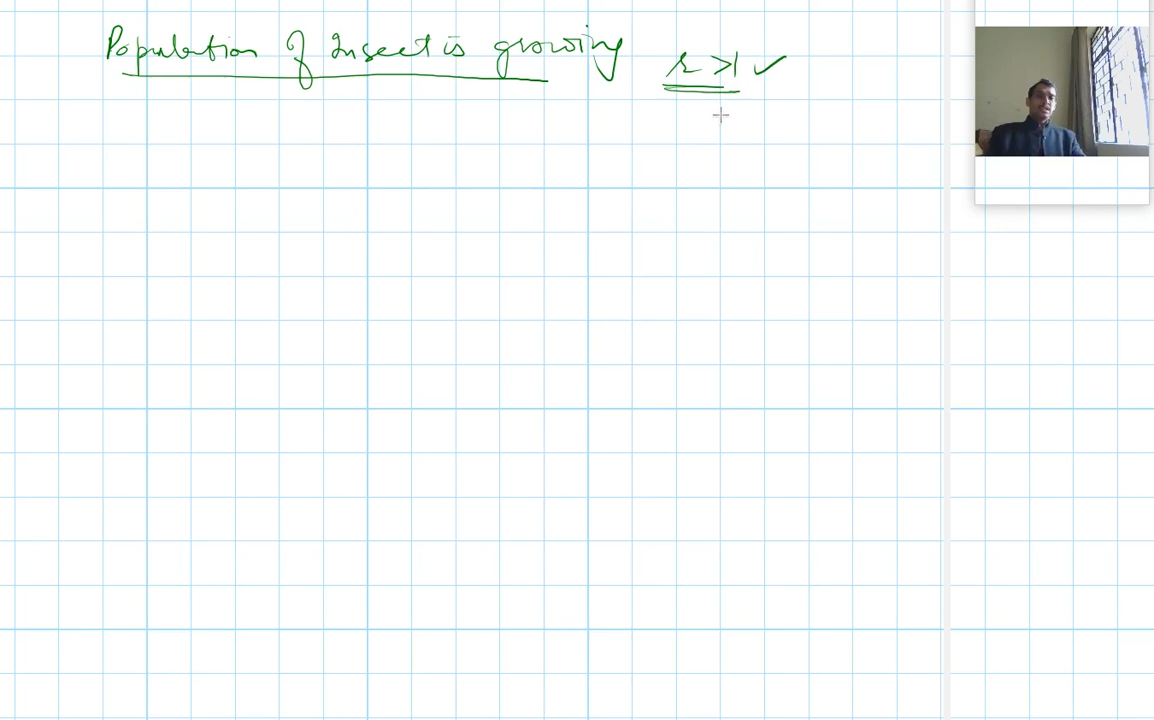 Population of Insect is growing r > 1 ✓